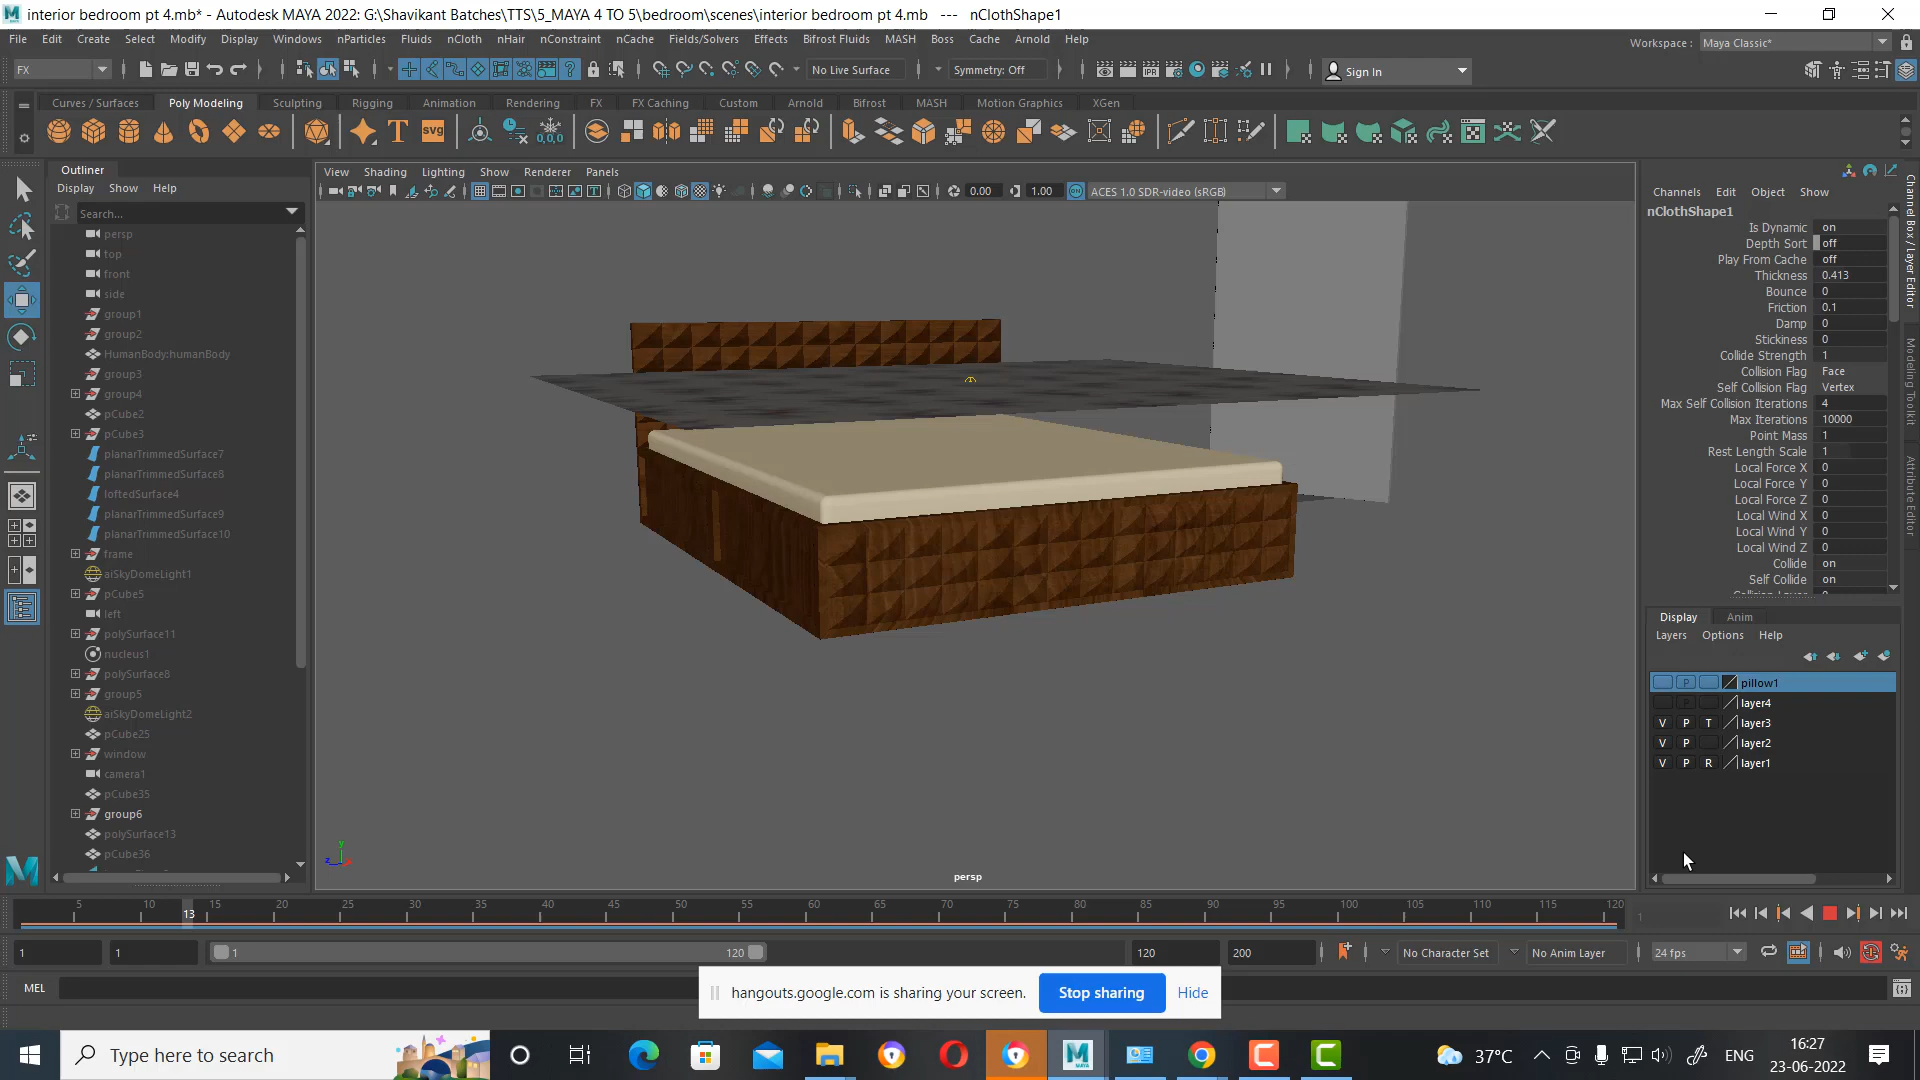 interior bedroom pt 4.mb* - Autodesk MAYA 2022: G:\Shavikant Batches\TTS\5_MAYA 4 TO 5\bedroom\scenes\interior bedroom pt 4.mb --- nClothShape1
File Edit Create Select Modify Display Windows nParticles Fluids nCloth nHair nConstraint nCache Fields/Solvers Effects Bifrost Fluids MASH Boss Cache Arnold Help
Workspace : Maya Classic*
FX No Live Surface Symmetry: Off Sign In
Curves / Surfaces Poly Modeling Sculpting Rigging Animation Rendering FX FX Caching Custom Arnold Bifrost MASH Motion Graphics XGen
SVG 0,0,0
Outliner
Display Show Help
Search...
persp
top
front
side
group1
group2
HumanBody:humanBody
group3
group4
pCube2
pCube3
planarTrimmedSurface7
planarTrimmedSurface8
loftedSurface4
planarTrimmedSurface9
planarTrimmedSurface10
frame
aiSkyDomeLight1
pCube5
left
polySurface11
nucleus1
polySurface8
group5
aiSkyDomeLight2
pCube25
window
camera1
pCube35
group6
polySurface13
pCube36
View Shading Lighting Show Renderer Panels
0.00 1.00 ACES 1.0 SDR-video (sRGB)
persp
Channels Edit Object Show
nClothShape1
Is Dynamic on
Depth Sort off
Play From Cache off
Thickness 0.413
Bounce 0
Friction 0.1
Damp 0
Stickiness 0
Collide Strength 1
Collision Flag Face
Self Collision Flag Vertex
Max Self Collision Iterations 4
Max Iterations 10000
Point Mass 1
Rest Length Scale 1
Local Force X 0
Local Force Y 0
Local Force Z 0
Local Wind X 0
Local Wind Y 0
Local Wind Z 0
Collide on
Self Collide on
Channel Box / Layer Editor
Modeling Toolkit
Attribute Editor
Display Anim
Layers Options Help
P pillow1
P layer4
V P T layer3
V P layer2
V P R layer1
5 10 13 15 20 25 30 35 40 45 50 55 60 65 70 75 80 85 90 95 100 105 110 115 120
1
1 1 1 120 120 200 No Character Set No Anim Layer 24 fps
MEL
hangouts.google.com is sharing your screen. Stop sharing Hide
Type here to search
37°C ENG
16:27
23-06-2022